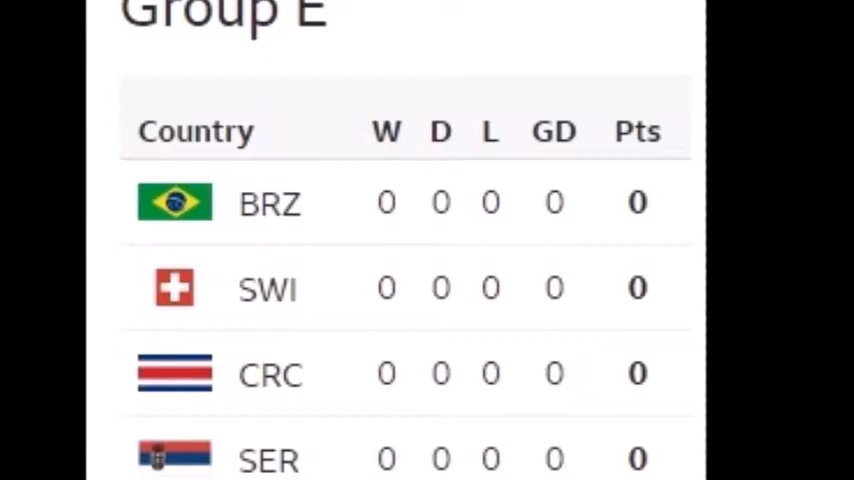 Group E
Country W D L GD Pts
BRZ 0 0 0 0 0
SWI 0 0 0 0 0
CRC 0 0 0 0 0
SER 0 0 0 0 0